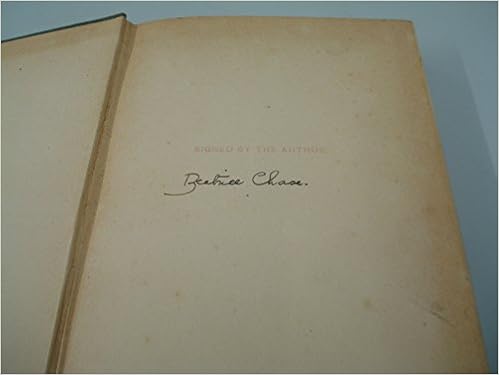 SIGNED BY THE AUTHOR
Beatrice Chase.